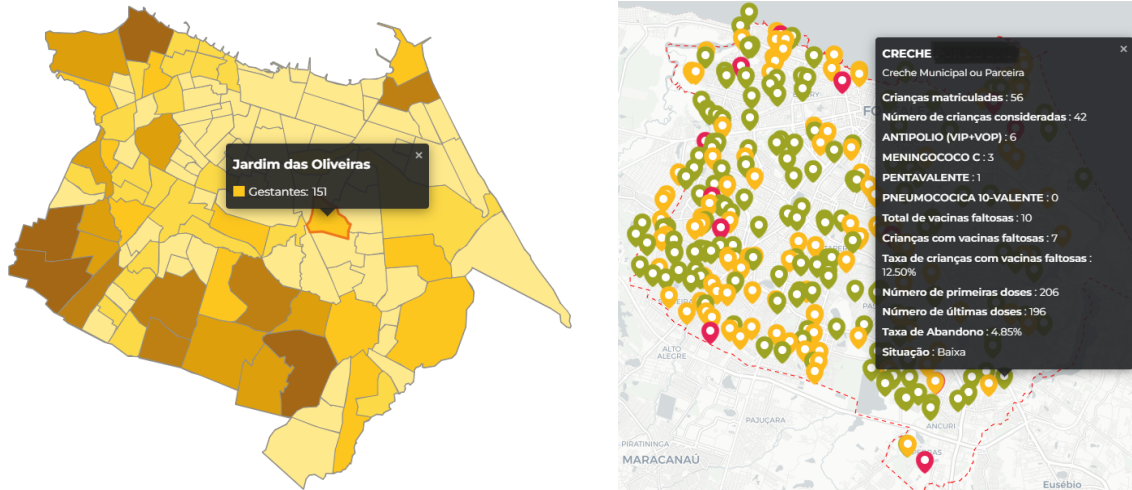 Jardim das Oliveiras
×
Gestantes: 151
×
CRECHE
Creche Municipal ou Parceira
Crianças matriculadas : 56
Número de crianças consideradas : 42
ANTIPOLIO (VIP+VOP) : 6
MENINGOCOCO C : 3
PENTAVALENTE : 1
PNEUMOCOCICA 10-VALENTE : 0
Total de vacinas faltosos : 10
Crianças com vacinas faltosos : 7
Taxa de crianças com vacinas faltosos :
12.50%
Número de primeiras doses : 206
Número de últimas doses : 196
Taxa de Abandono : 4.85%
Situação : Baixa
ALTO
ALEGRE
PAJUÇARA
ANCURI
PIRATININGA
MARACANAÚ
Eusébio